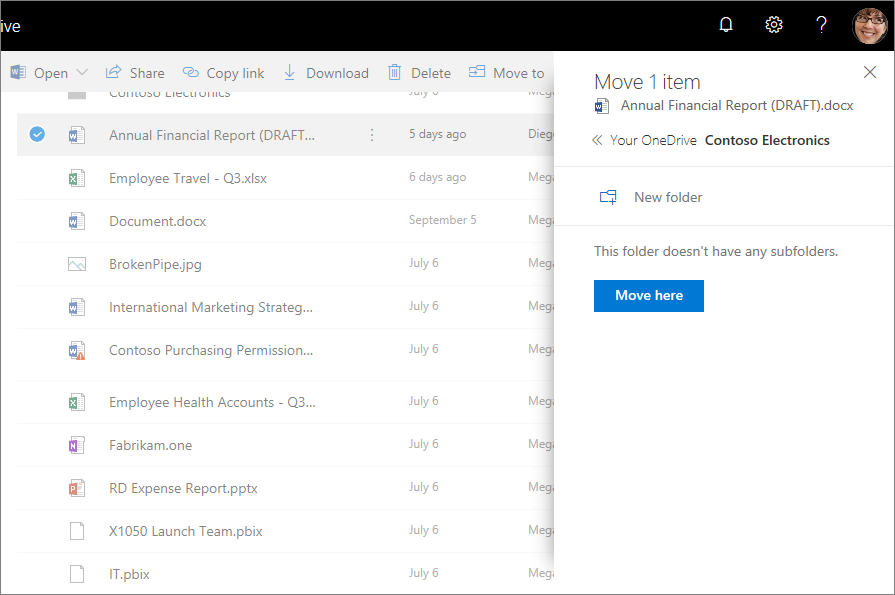 ive
?
Open Share Copy link Download Delete Move to
Contoso Electronics July 6 Mega
Annual Financial Report (DRAFT... 5 days ago Dieg
Employee Travel - Q3.xlsx 6 days ago Mega
Document.docx September 5 Mega
BrokenPipe.jpg July 6 Mega
International Marketing Strateg... July 6 Mega
Contoso Purchasing Permission... July 6 Mega
Employee Health Accounts - Q3... July 6 Mega
Fabrikam.one July 6 Mega
RD Expense Report.pptx July 6 Mega
X1050 Launch Team.pbix July 6 Mega
IT.pbix July 6 Mega
Move 1 item
Annual Financial Report (DRAFT).docx
Your OneDrive Contoso Electronics
New folder
This folder doesn't have any subfolders.
Move here